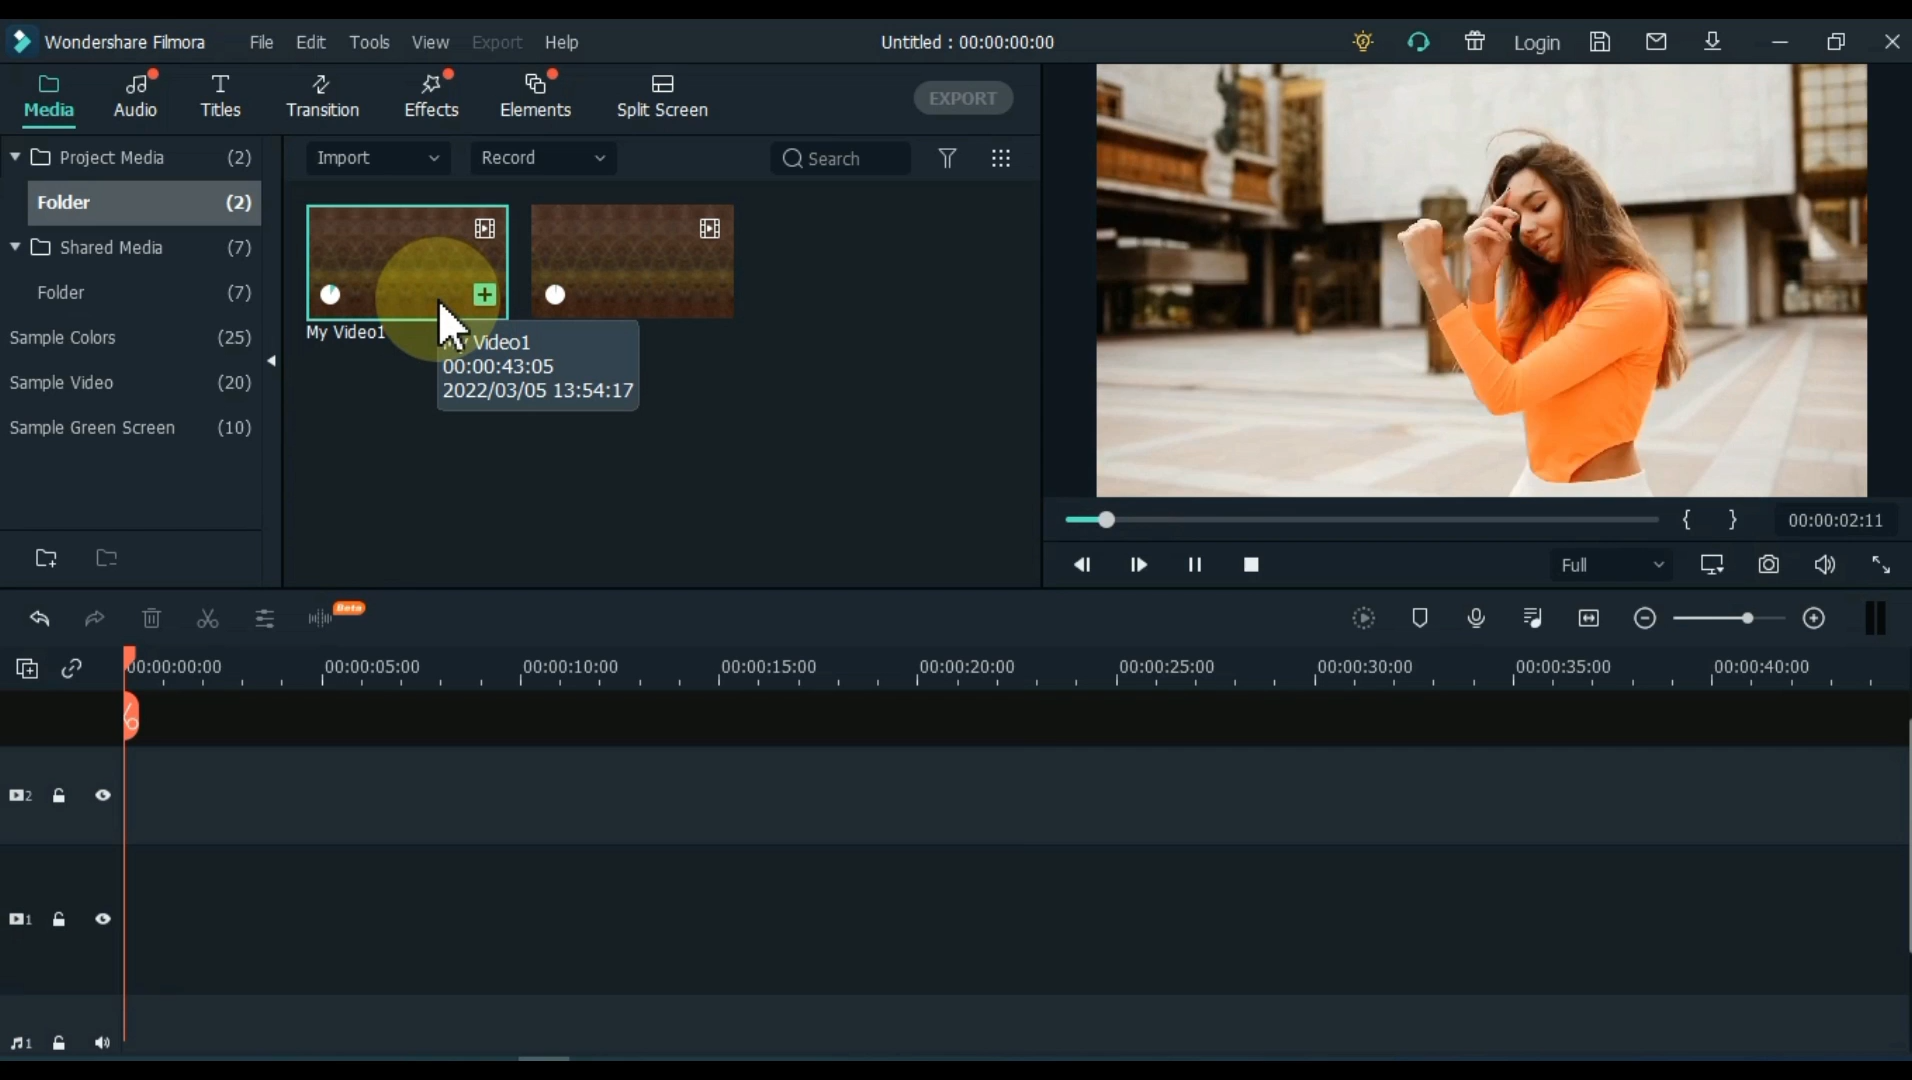 Wondershare Filmora File Edit Tools View Export Help Untitled : 00:00:00:00 Login
Media Audio Titles Transition Effects Elements Split Screen EXPORT
Project Media (2) Import Record Search
Folder (2)
Shared Media (7)
Folder (7)
Sample Colors (25)
Sample Video (20)
Sample Green Screen (10)
My Video1
Video1
00:00:43:05
2022/03/05 13:54:17
{ } 00:00:02:11
Full
Beta
00:00:00:00 00:00:05:00 00:00:10:00 00:00:15:00 00:00:20:00 00:00:25:00 00:00:30:00 00:00:35:00 00:00:40:00
2
1
1